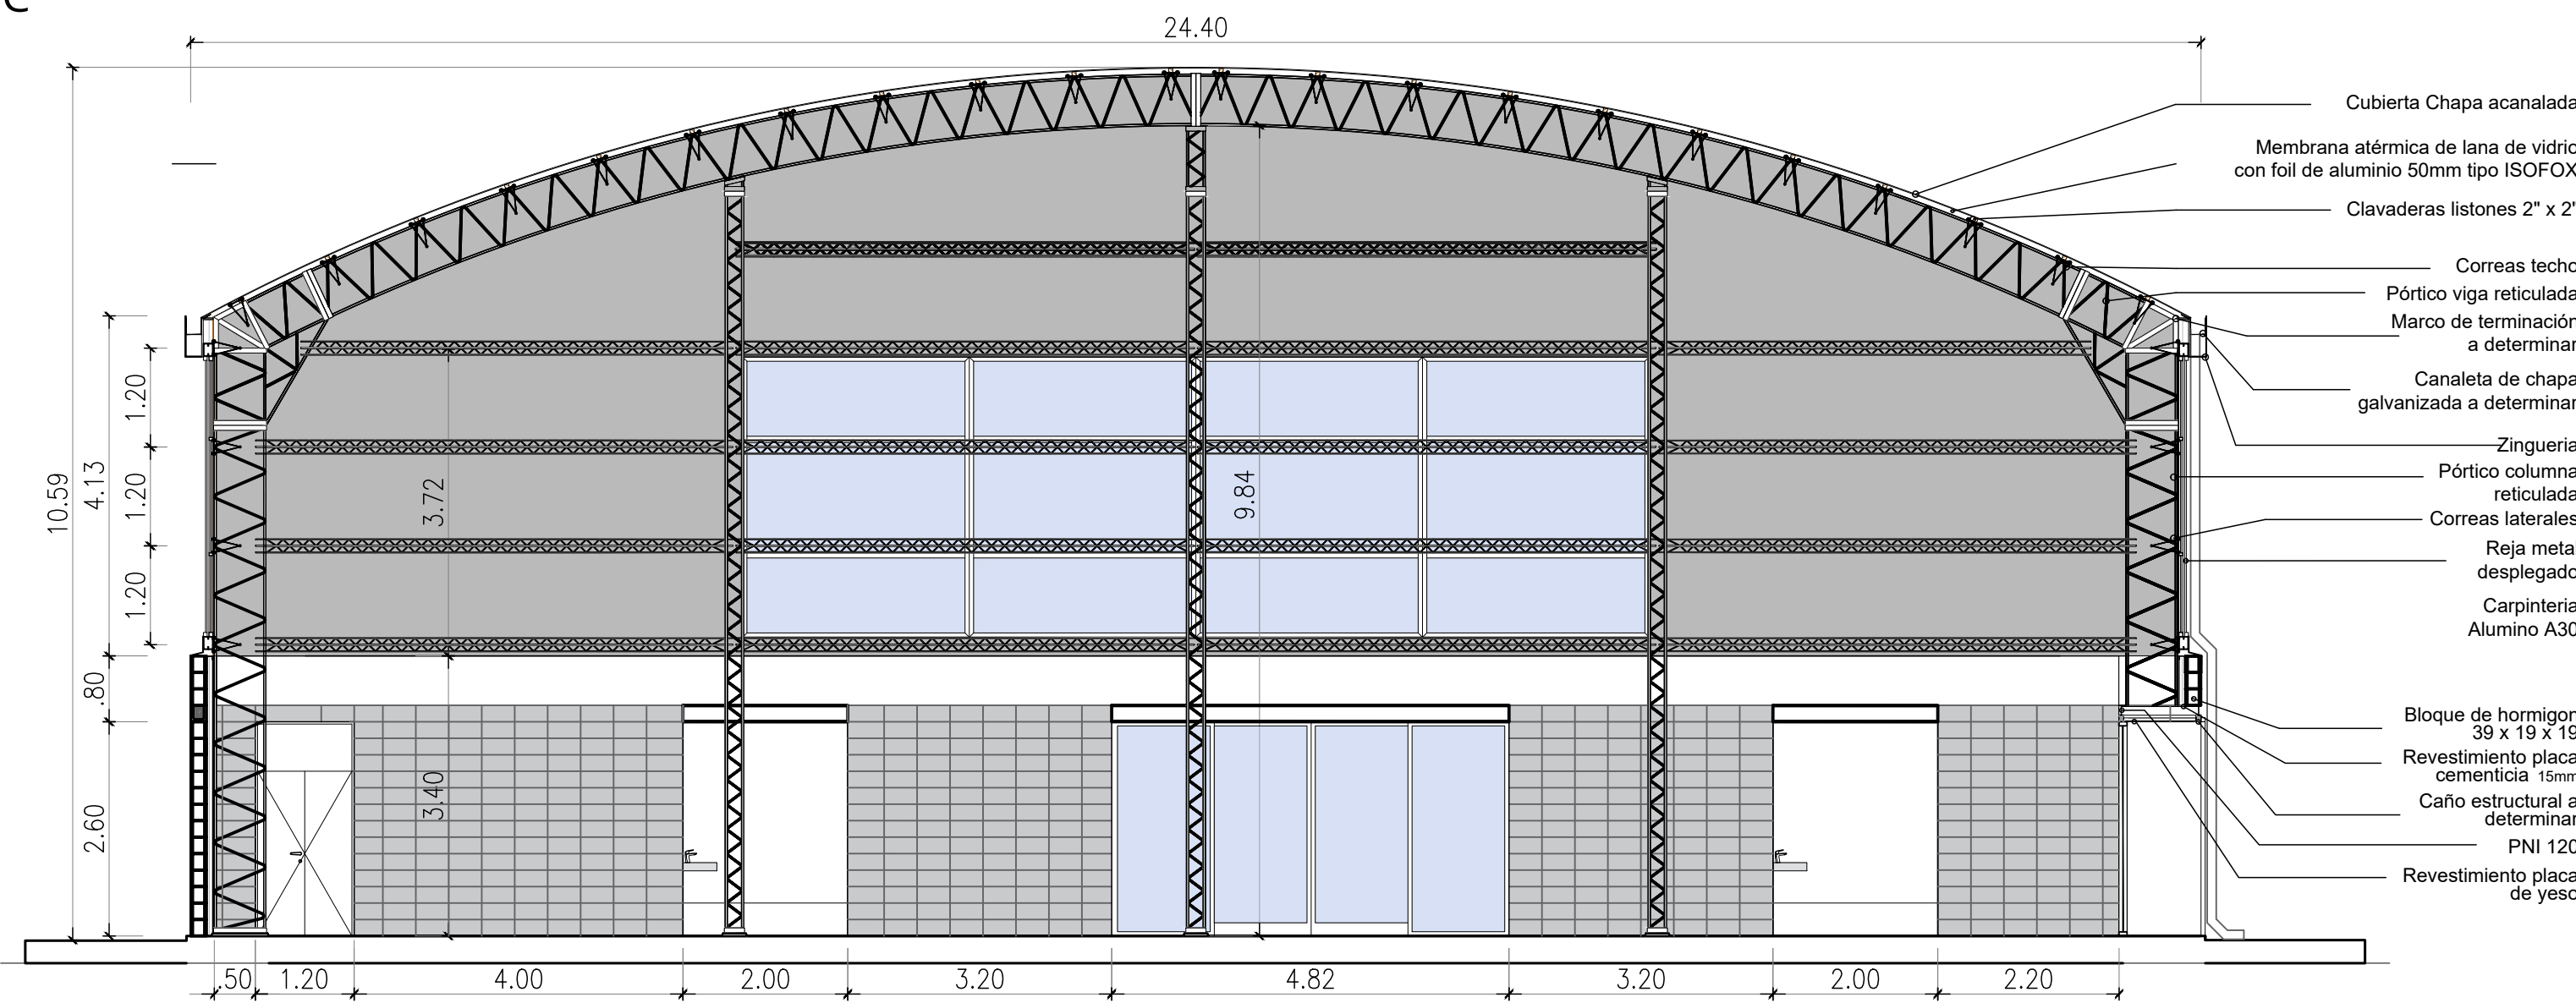 24.40
Cubierta Chapa acanalada
Membrana atérmica de lana de vidrio
con foil de aluminio 50mm tipo ISOFOX
Clavaderas listones 2" x 2"
Correas techo
Pórtico viga reticulada
Marco de terminación
a determinar
Canaleta de chapa
galvanizada a determinar
Zingueria
Pórtico columna
reticulada
Correas laterales
Reja metal
desplegado
Carpinteria
Alumino A30
Bloque de hormigon
39 x 19 x 19
Revestimiento placa
cementicia 15mm
Caño estructural a
determinar
PNI 120
Revestimiento placa
de yeso
10.59
4.13
.80
2.60
1.20
1.20
1.20
3.72
3.40
9.84
.50
1.20
4.00
2.00
3.20
4.82
3.20
2.00
2.20